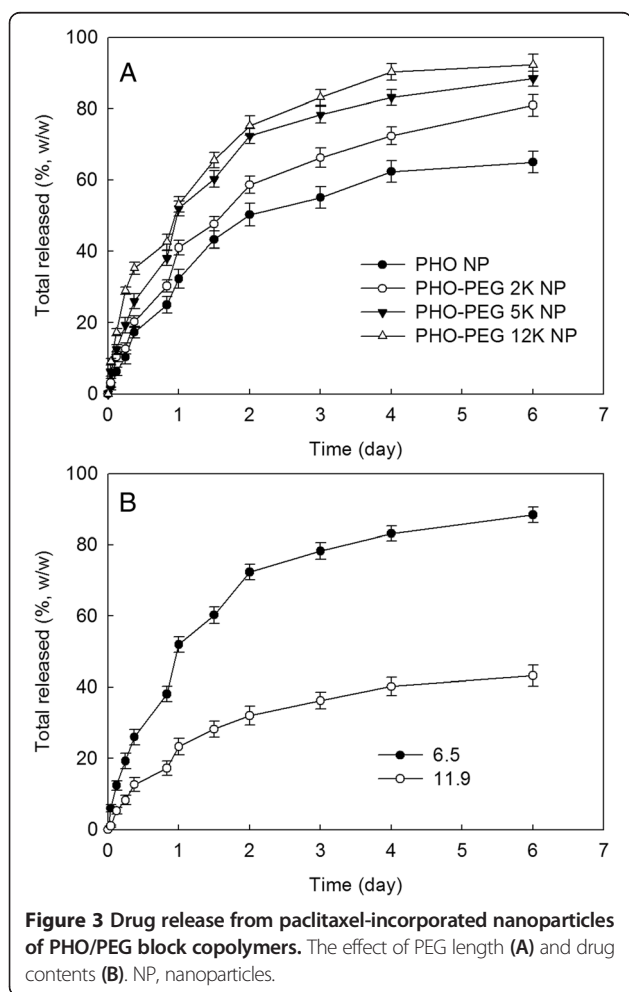 A
100
80
60
40
20
0
Total released (%, w/w)
PHO NP
PHO-PEG 2K NP
PHO-PEG 5K NP
PHO-PEG 12K NP
0 1 2 3 4 5 6 7
Time (day)
B
100
80
60
40
20
0
Total released (%, w/w)
6.5
11.9
0 1 2 3 4 5 6 7
Time (day)
Figure 3 Drug release from paclitaxel-incorporated nanoparticles
of PHO/PEG block copolymers. The effect of PEG length (A) and drug
contents (B). NP, nanoparticles.